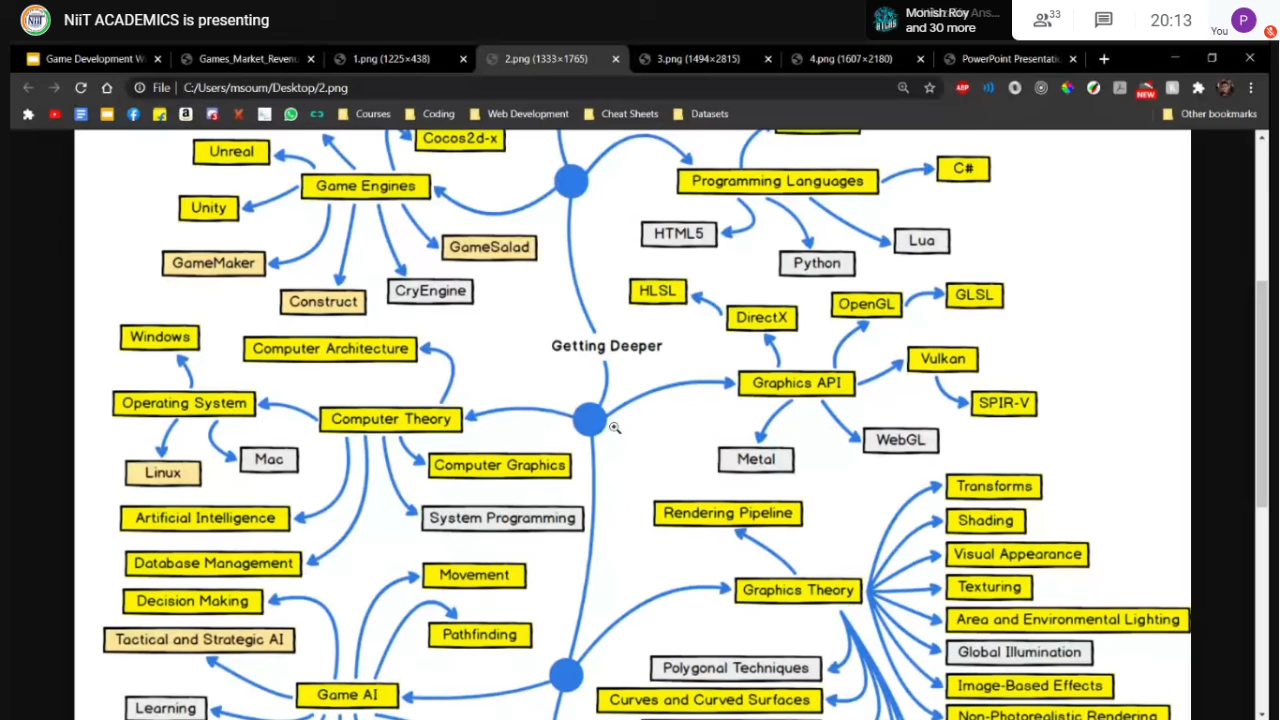 NiiT ACADEMICS is presenting
Monish Roy
and 30 more
33
20:13
You
P
Game Development W
Games_Market_Revenu
1.png (1225×438)
2.png (1333×1765)
3.png (1494×2815)
4.png (1607×2180)
PowerPoint Presentatio
File
C:/Users/msoum/Desktop/2.png
Courses
Coding
Web Development
Cheat Sheets
Datasets
Other bookmarks
ABP
NEW
Unreal
Cocos2d-x
Game Engines
Programming Languages
C#
Unity
HTML5
Lua
GameSalad
GameMaker
Python
Construct
CryEngine
HLSL
OpenGL
GLSL
DirectX
Windows
Computer Architecture
Getting Deeper
Vulkan
Graphics API
Operating System
Computer Theory
SPIR-V
Mac
Linux
Computer Graphics
Metal
WebGL
Artificial Intelligence
System Programming
Rendering Pipeline
Transforms
Shading
Database Management
Movement
Visual Appearance
Decision Making
Graphics Theory
Texturing
Tactical and Strategic AI
Pathfinding
Area and Environmental Lighting
Global Illumination
Polygonal Techniques
Game AI
Curves and Curved Surfaces
Image-Based Effects
Learning
Non-Photorealistic Rendering